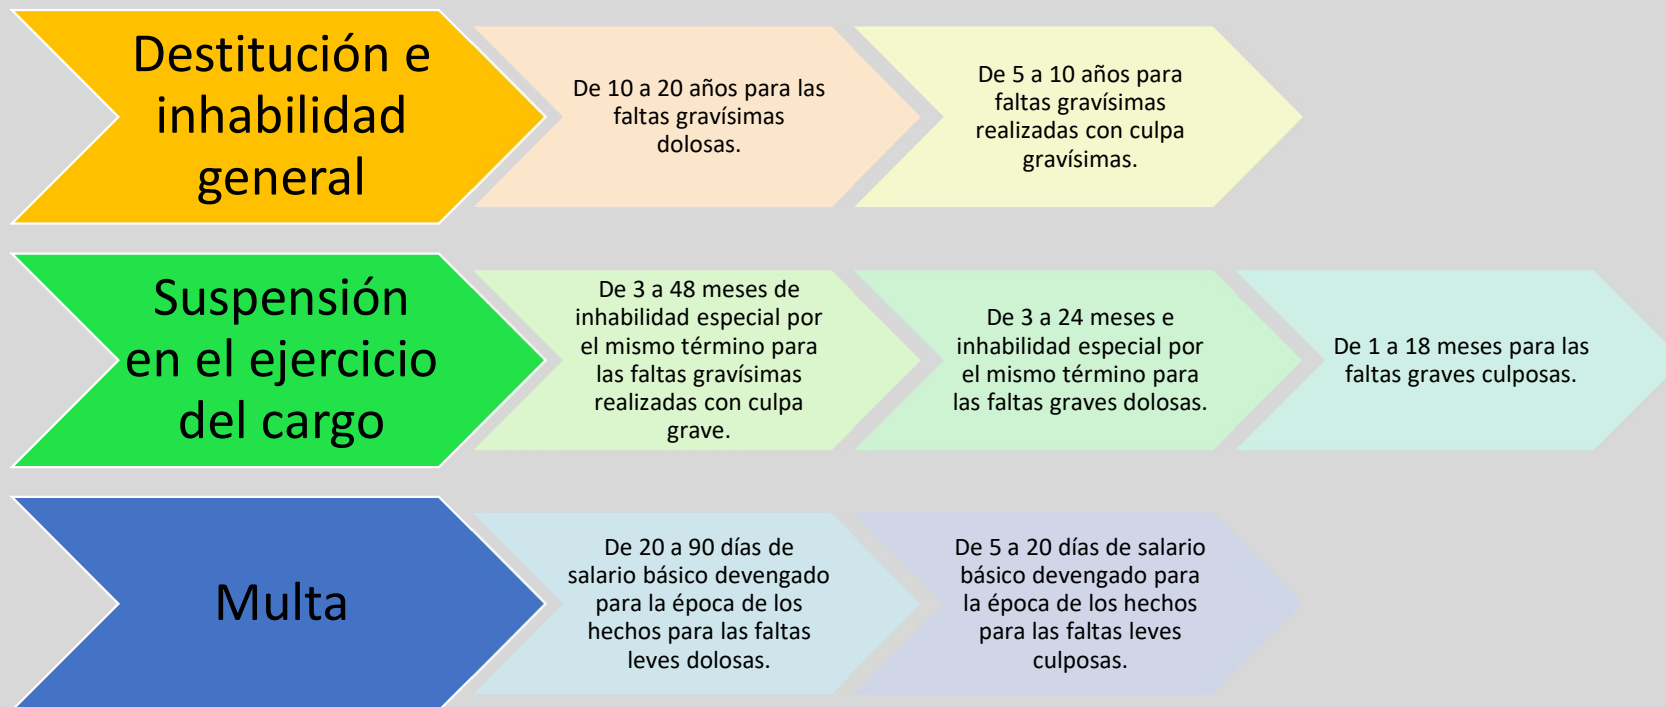 Destitución e
inhabilidad
general
De 10 a 20 años para las
faltas gravísimas
dolosas.
De 5 a 10 años para
faltas gravísimas
realizadas con culpa
gravísimas.
Suspensión
en el ejercicio
del cargo
De 3 a 48 meses de
inhabilidad especial por
el mismo término para
las faltas gravísimas
realizadas con culpa
grave.
De 3 a 24 meses e
inhabilidad especial por
el mismo término para
las faltas graves dolosas.
De 1 a 18 meses para las
faltas graves culposas.
Multa
De 20 a 90 días de
salario básico devengado
para la época de los
hechos para las faltas
leves dolosas.
De 5 a 20 días de salario
básico devengado para
la época de los hechos
para las faltas leves
culposas.